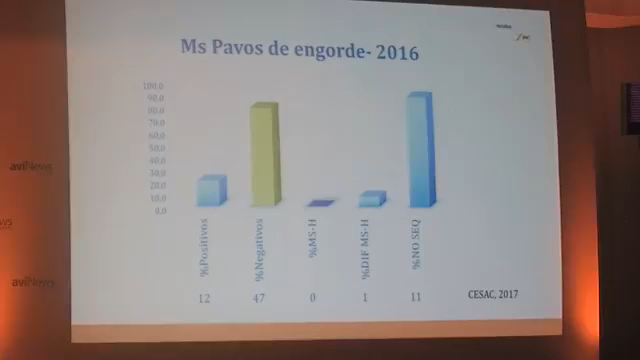 Ms Pavos de engorde- 2016
100,0
90,0
80,0
70,0
60,0
50,0
40,0
30,0
20,0
10,0
0,0
%Positivos
%Negativos
%MS-H
%DIF MS-H
%NO SEQ
12
47
0
1
11
CESAC, 2017
aviNews
aviNews